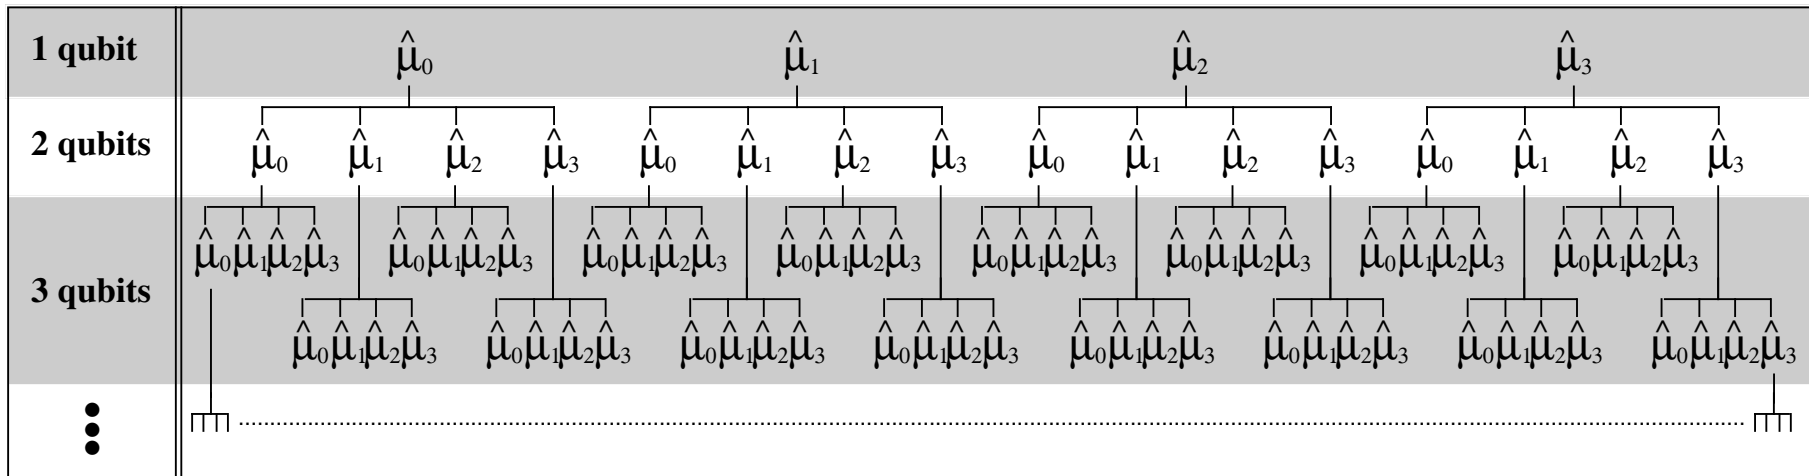 1 qubit μ̂₀ μ̂₁ μ̂₂ μ̂₃
2 qubits μ̂₀ μ̂₁ μ̂₂ μ̂₃ μ̂₀ μ̂₁ μ̂₂ μ̂₃ μ̂₀ μ̂₁ μ̂₂ μ̂₃ μ̂₀ μ̂₁ μ̂₂ μ̂₃
μ̂₀μ̂₁μ̂₂μ̂₃ μ̂₀μ̂₁μ̂₂μ̂₃ μ̂₀μ̂₁μ̂₂μ̂₃ μ̂₀μ̂₁μ̂₂μ̂₃ μ̂₀μ̂₁μ̂₂μ̂₃ μ̂₀μ̂₁μ̂₂μ̂₃ μ̂₀μ̂₁μ̂₂μ̂₃ μ̂₀μ̂₁μ̂₂μ̂₃
3 qubits
μ̂₀μ̂₁μ̂₂μ̂₃ μ̂₀μ̂₁μ̂₂μ̂₃ μ̂₀μ̂₁μ̂₂μ̂₃ μ̂₀μ̂₁μ̂₂μ̂₃ μ̂₀μ̂₁μ̂₂μ̂₃ μ̂₀μ̂₁μ̂₂μ̂₃ μ̂₀μ̂₁μ̂₂μ̂₃ μ̂₀μ̂₁μ̂₂μ̂₃